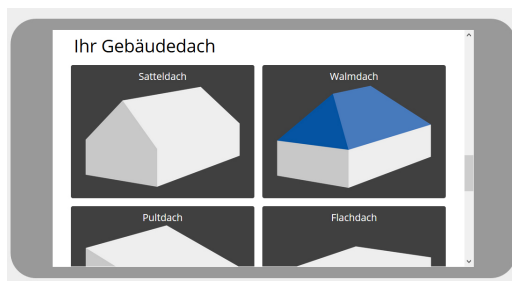 Ihr Gebäudedach
Satteldach
Walmdach
Pultdach
Flachdach